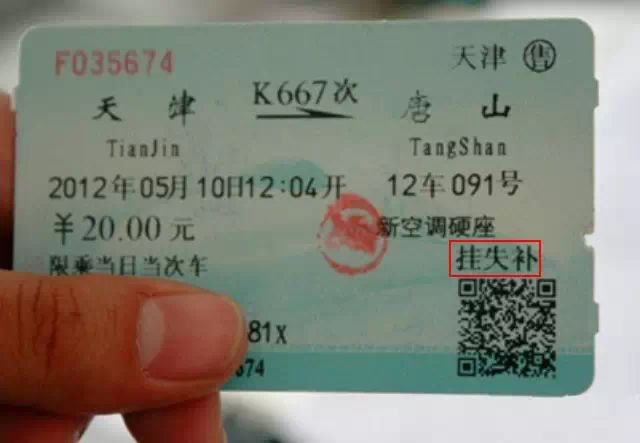 F035674 天津 ㊝售
天津 K667次 唐山
TianJin TangShan
2012年05月10日12:04开 12车091号
￥20.00元 新空调硬座
限乘当日当次车 挂失补
81X
674